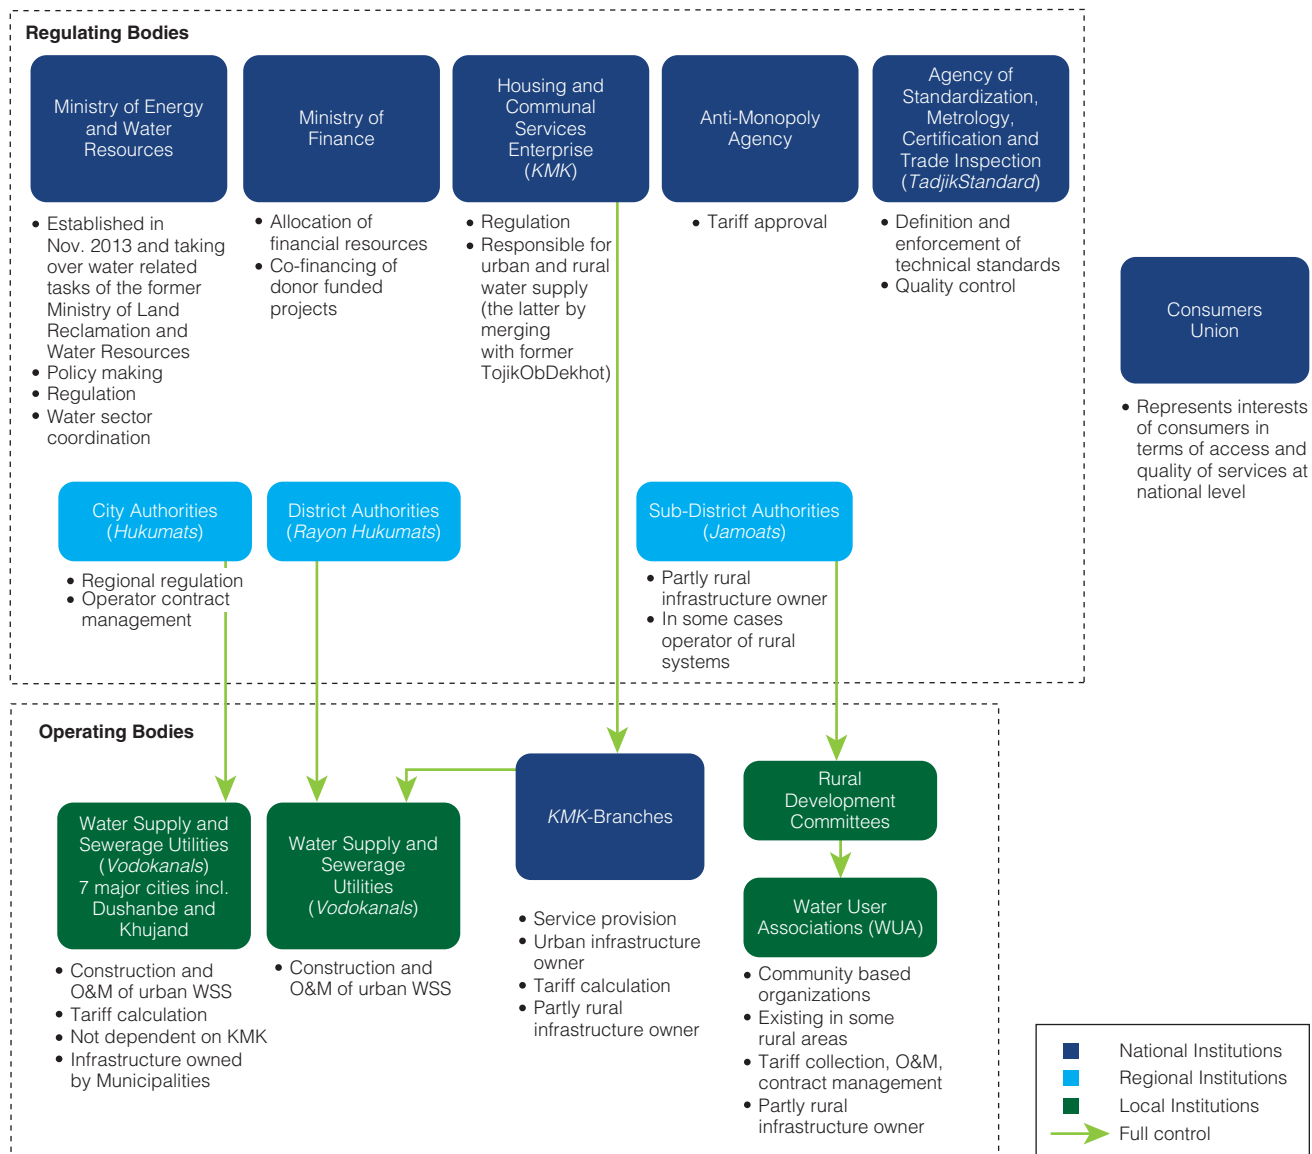 Regulating Bodies
Ministry of Energy
and Water
Resources
• Established in
Nov. 2013 and taking
over water related
tasks of the former
Ministry of Land
Reclamation and
Water Resources
• Policy making
• Regulation
• Water sector
coordination
Ministry of
Finance
• Allocation of
financial resources
• Co-financing of
donor funded
projects
Housing and
Communal
Services
Enterprise
(KMK)
• Regulation
• Responsible for
urban and rural
water supply
(the latter by
merging
with former
TojikObDekhot)
Anti-Monopoly
Agency
• Tariff approval
Agency of
Standardization,
Metrology,
Certification and
Trade Inspection
(TadjikStandard)
• Definition and
enforcement of
technical standards
• Quality control
Consumers
Union
• Represents interests
of consumers in
terms of access and
quality of services at
national level
City Authorities
(Hukumats)
• Regional regulation
• Operator contract
management
District Authorities
(Rayon Hukumats)
Sub-District Authorities
(Jamoats)
• Partly rural
infrastructure owner
• In some cases
operator of rural
systems
Operating Bodies
Water Supply and
Sewerage Utilities
(Vodokanals)
7 major cities incl.
Dushanbe and
Khujand
• Construction and
O&M of urban WSS
• Tariff calculation
• Not dependent on KMK
• Infrastructure owned
by Municipalities
Water Supply and
Sewerage
Utilities
(Vodokanals)
• Construction and
O&M of urban WSS
KMK-Branches
• Service provision
• Urban infrastructure
owner
• Tariff calculation
• Partly rural
infrastructure owner
Rural
Development
Committees
Water User
Associations (WUA)
• Community based
organizations
• Existing in some
rural areas
• Tariff collection, O&M,
contract management
• Partly rural
infrastructure owner
National Institutions
Regional Institutions
Local Institutions
Full control